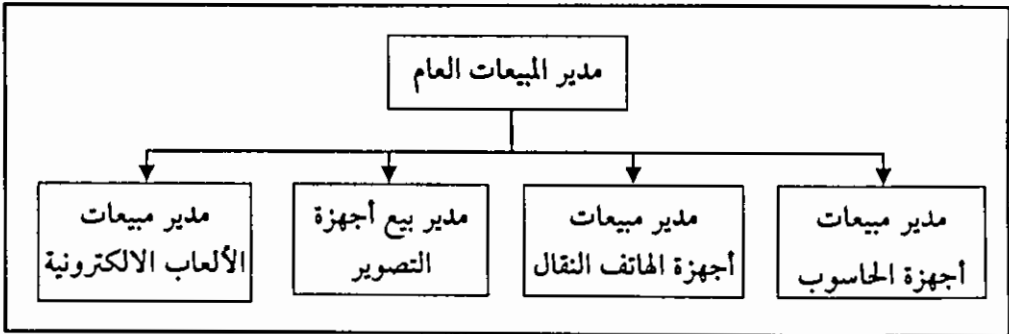 مدير المبيعات العام
مدير مبيعات
أجهزة الحاسوب
مدير مبيعات
أجهزة الهاتف النقال
مدير بيع أجهزة
التصوير
مدير مبيعات
الألعاب الالكترونية